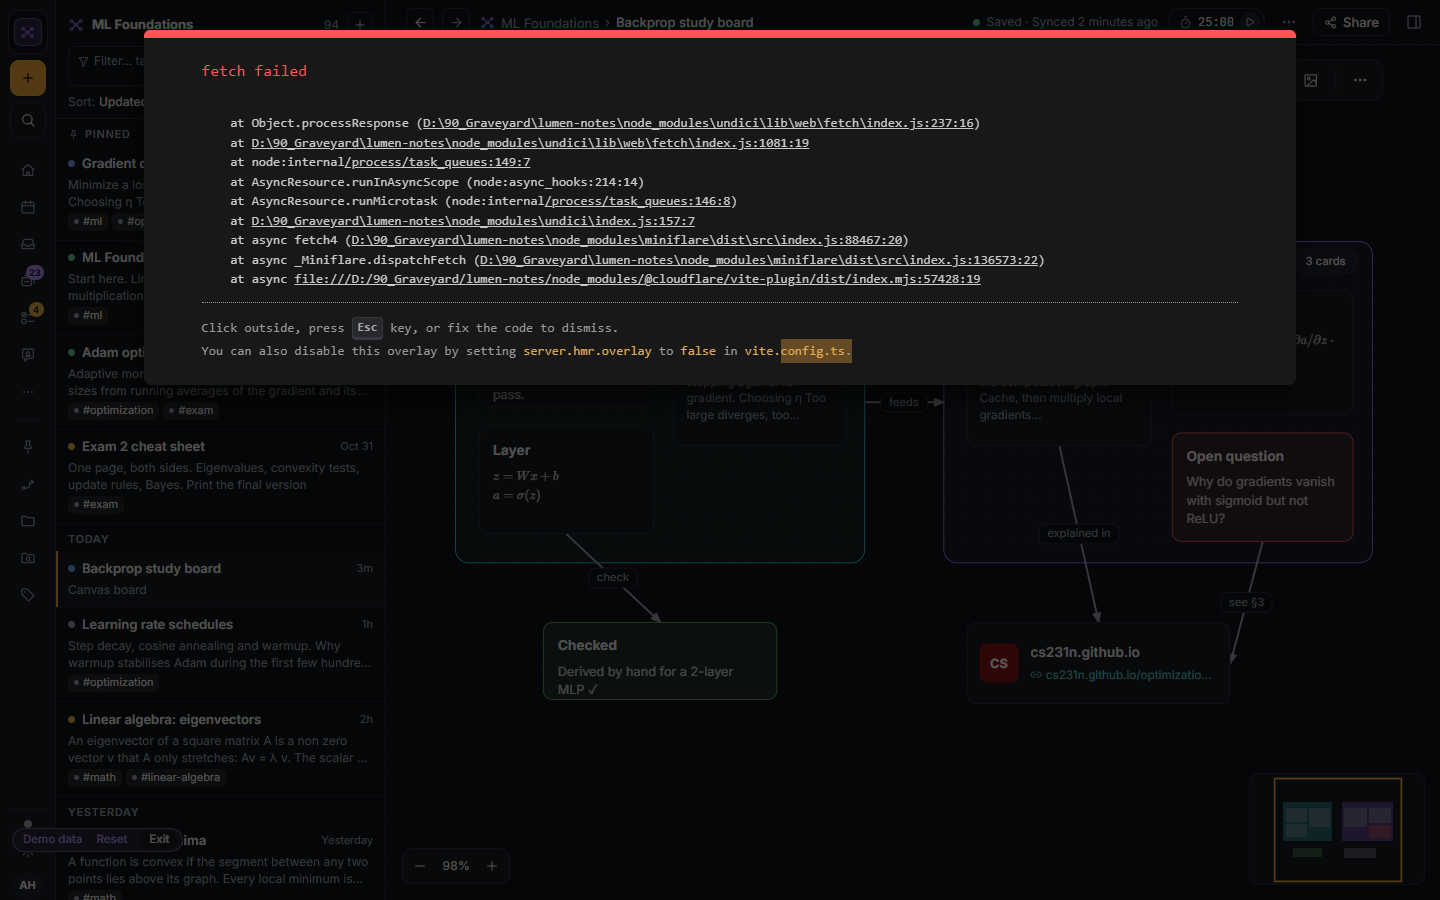 ML Foundations
94
ML Foundations › Backprop study board
Saved · Synced 2 minutes ago
25:00
Share
Filter...
Sort: Updated
fetch failed
at Object.processResponse (D:\90_Graveyard\lumen-notes\node_modules\undici\lib\web\fetch\index.js:237:16)
at D:\90_Graveyard\lumen-notes\node_modules\undici\lib\web\fetch\index.js:1081:19
at node:internal/process/task_queues:149:7
at AsyncResource.runInAsyncScope (node:async_hooks:214:14)
at AsyncResource.runMicrotask (node:internal/process/task_queues:146:8)
at D:\90_Graveyard\lumen-notes\node_modules\undici\index.js:157:7
at async fetch4 (D:\90_Graveyard\lumen-notes\node_modules\miniflare\dist\src\index.js:88467:20)
at async _Miniflare.dispatchFetch (D:\90_Graveyard\lumen-notes\node_modules\miniflare\dist\src\index.js:136573:22)
at async file:///D:/90_Graveyard/lumen-notes/node_modules/@cloudflare/vite-plugin/dist/index.mjs:57428:19
Click outside, press Esc key, or fix the code to dismiss.
You can also disable this overlay by setting server.hmr.overlay to false in vite.config.ts.
23
4
PINNED
Gradient
Minimize a
Choosing η
#ml
ML Found
Start here.
multiplication
#ml
Adam opti
Adaptive mor
sizes from running averages of the gradient and its...
#optimization #exam
Exam 2 cheat sheet
Oct 31
One page, both sides. Eigenvalues, convexity tests,
update rules, Bayes. Print the final version
#exam
TODAY
Backprop study board
3m
Canvas board
Learning rate schedules
1h
Step decay, cosine annealing and warmup. Why
warmup stabilises Adam during the first few hundre...
#optimization
Linear algebra: eigenvectors
2h
An eigenvector of a square matrix A is a non zero
vector v that A only stretches: Av = λ v. The scalar ...
#math #linear-algebra
YESTERDAY
Demo data Reset Exit
ima
Yesterday
A function is convex if the segment between any two
points lies above its graph. Every local minimum is...
#math
AH
3 cards
∂a/∂z ·
pass.
gradient. Choosing η Too
large diverges, too...
feeds
Cache, then multiply local
gradients...
Layer
z = Wx + b
a = σ(z)
Open question
Why do gradients vanish
with sigmoid but not
ReLU?
explained in
check
see §3
Checked
Derived by hand for a 2-layer
MLP ✓
CS
cs231n.github.io
cs231n.github.io/optimizatio...
− 98% +